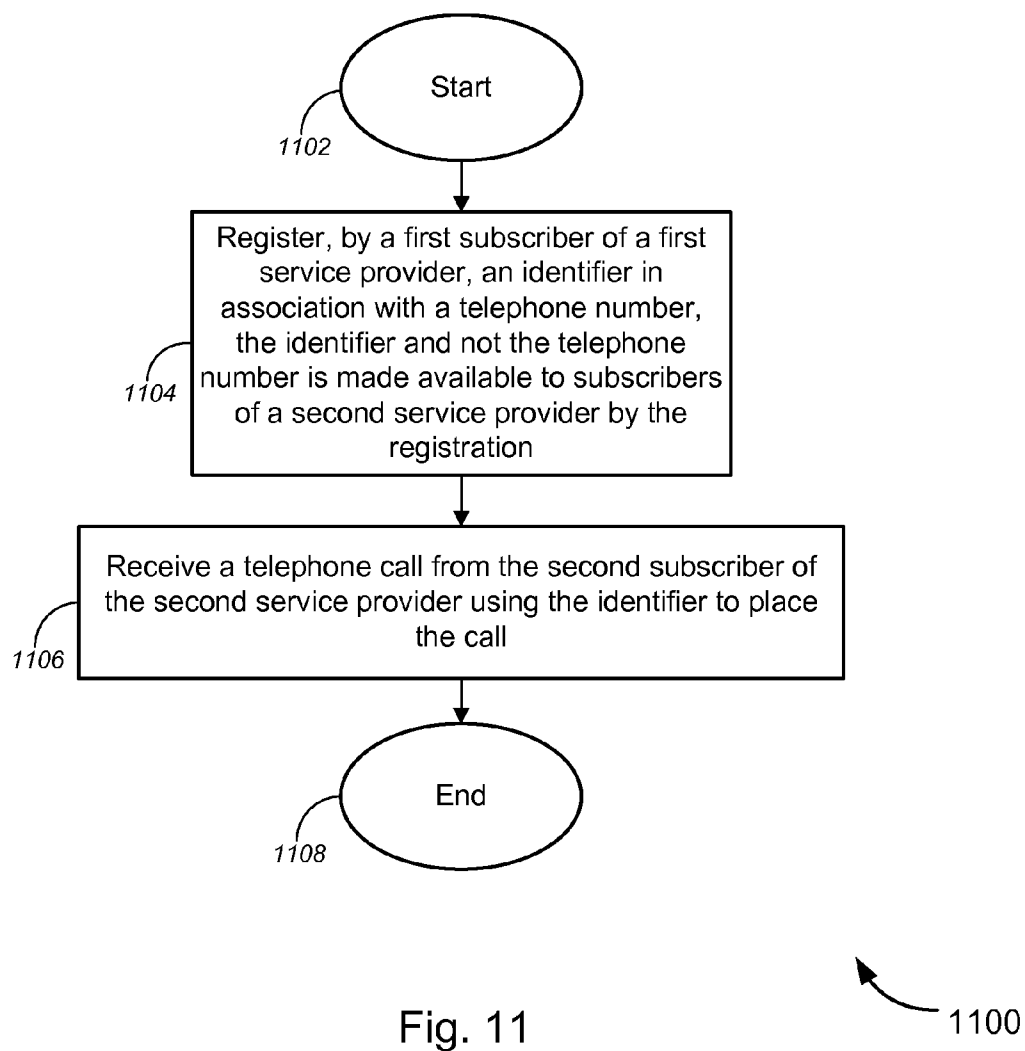 Start
1102
Register, by a first subscriber of a first
service provider, an identifier in
association with a telephone number,
the identifier and not the telephone
number is made available to subscribers
of a second service provider by the
registration
1104
Receive a telephone call from the second subscriber of
the second service provider using the identifier to place
the call
1106
End
1108
Fig. 11
1100